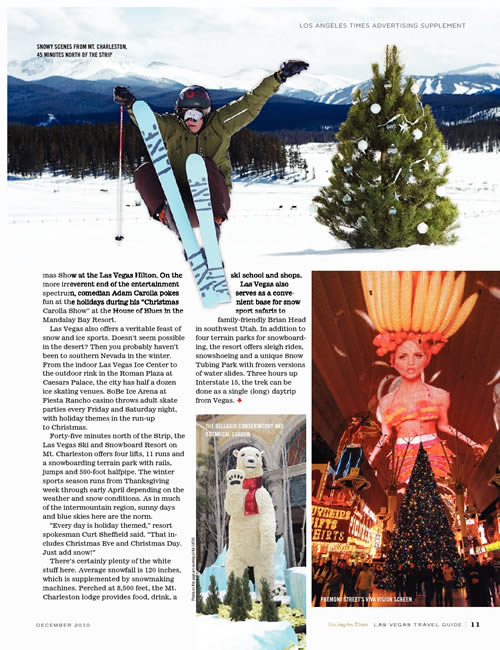 LOS ANGELES TIMES ADVERTISING SUPPLEMENT
SNOWY SCENES FROM MT. CHARLESTON,
45 MINUTES NORTH OF THE STRIP
mas Show at the Las Vegas Hilton. On the
more irreverent end of the entertainment
spectrum, comedian Adam Carolla pokes
fun at the holidays during his "Christmas
Carolla Show" at the House of Blues in the
Mandalay Bay Resort.
Las Vegas also offers a veritable feast of
snow and ice sports. Doesn't seem possible
in the desert? Then you probably haven't
been to southern Nevada in the winter.
From the indoor Las Vegas Ice Center to
the outdoor rink in the Roman Plaza at
Caesars Palace, the city has half a dozen
ice skating venues. SoBe Ice Arena at
Fiesta Rancho casino throws adult skate
parties every Friday and Saturday night,
with holiday themes in the run-up
to Christmas.
Forty-five minutes north of the Strip, the
Las Vegas Ski and Snowboard Resort on
Mt. Charleston offers four lifts, 11 runs and
a snowboarding terrain park with rails,
jumps and 360-foot halfpipe. The winter
sports season runs from Thanksgiving
week through early April depending on the
weather and snow conditions. As in much
of the intermountain region, sunny days
and blue skies here are the norm.
"Every day is holiday themed," resort
spokesman Curt Sheffield said. "That in-
cludes Christmas Eve and Christmas Day.
Just add snow!"
There's certainly plenty of the white
stuff here. Average snowfall is 120 inches,
which is supplemented by snowmaking
machines. Perched at 8,500 feet, the Mt.
Charleston lodge provides food, drink, a
ski school and shops.
Las Vegas also
serves as a conve-
nient base for snow
sport safaris to
family-friendly Brian Head
in southwest Utah. In addition to
four terrain parks for snowboard-
ing, the resort offers sleigh rides,
snowshoeing and a unique Snow
Tubing Park with frozen versions
of water slides. Three hours up
Interstate 15, the trek can be
done as a single (long) daytrip
from Vegas.
THE BELLAGIO CONSERVATORY AND
BOTANICAL GARDEN
GIFTS
SHIRTS
FREMONT STREET'S VIVA VISION SCREEN
DECEMBER 2010
Los Angeles Times LAS VEGAS TRAVEL GUIDE | 11